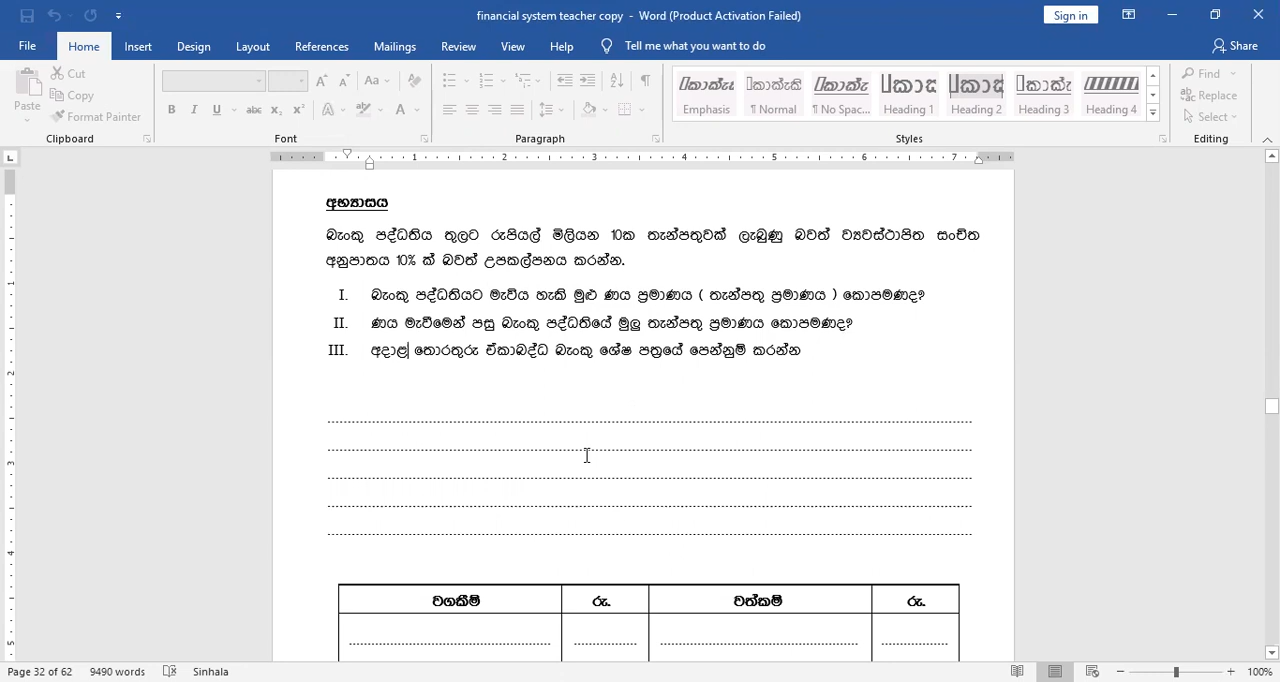 financial system teacher copy - Word (Product Activation Failed)
Sign in
File Home Insert Design Layout References Mailings Review View Help Tell me what you want to do Share
Paste Cut Copy Format Painter
Find Replace Select
Emphasis ¶ Normal ¶ No Spac... Heading 1 Heading 2 Heading 3 Heading 4
Clipboard Font Paragraph Styles Editing
අභ්‍යාසය
බැංකු පද්ධතිය තුලට රුපියල් මිලියන 10ක තැන්පතුවක් ලැබුණු බවත් ව්‍යවස්ථාපිත සංචිත
අනුපාතය 10% ක් බවත් උපකල්පනය කරන්න.
I. බැංකු පද්ධතියට මැවිය හැකි මුළු ණය ප්‍රමාණය ( තැන්පතු ප්‍රමාණය ) කොපමණද?
II. ණය මැවීමෙන් පසු බැංකු පද්ධතියේ මුලු තැන්පතු ප්‍රමාණය කොපමණද?
III. අදාළ තොරතුරු ඒකාබද්ධ බැංකු ශේෂ පත්‍රයේ පෙන්නුම් කරන්න
වගකීම් රු. වත්කම් රු.
Page 32 of 62 9490 words Sinhala 100%